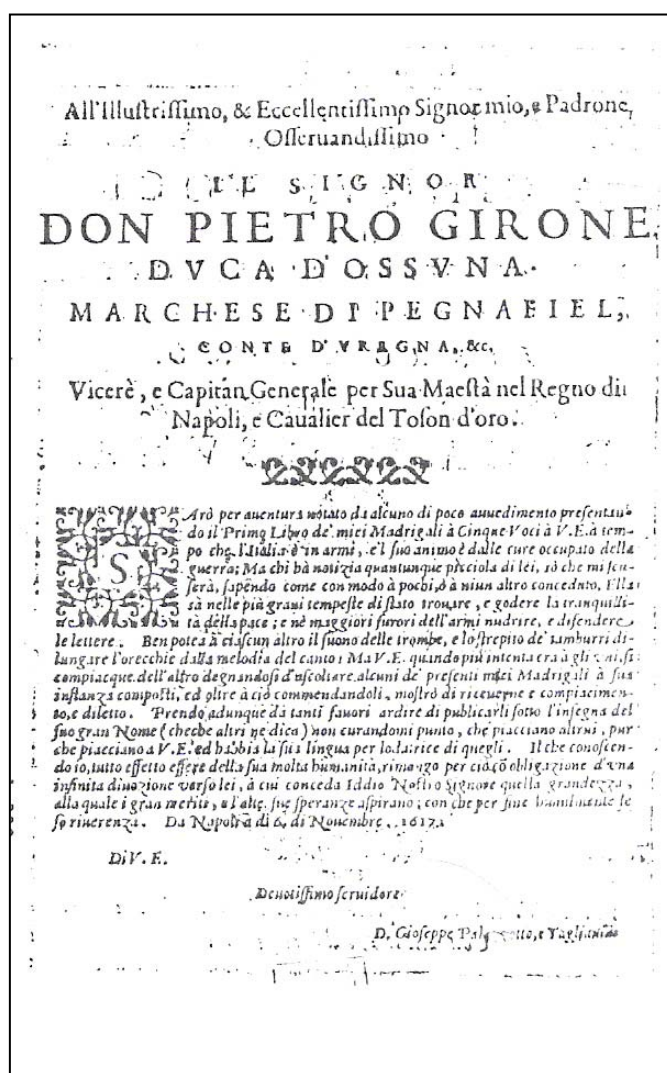 All'Illustrissimo, & Eccellentissimo Signor mio, e Padrone,
Osseruandissimo
IL SIGNOR
DON PIETRO GIRONE,
DVCA D'OSSVNA.
MARCHESE DI PEGNAFIEL,
CONTE D'VREGNA, &c.
Vicerè, e Capitan Generale per Sua Maestà nel Regno di
Napoli, e Caualier del Toson d'oro.
SArò per auentura notato da alcuno di poco auuedimento presentan-
do il Primo Libro de' miei Madrigali à Cinque Voci à V.E. à tem-
po che l'Italia è in armi, e'l suo animo è dalle cure occupato della
guerra; Ma chi hà notizia quantunque picciola di lei, sò che mi scu-
serà, sapendo come con modo à pochi, ò à niun altro conceduto, Ella
sà nelle più graui tempeste di stato trouare, e godere la tranquilli-
tà della pace; e nè maggiori furori dell'armi nudrire, e difendere
le lettere. Ben potea à ciascun altro il suono delle trombe, e lo strepito de' tamburri di-
lungare l'orecchie dalla melodia del canto: Ma V.E. quando più intenta era à gli vni, si
compiacque dell'altro degnandosi d'ascoltare alcuni de' presenti miei Madrigali à sua
instanza composti, ed oltre à ciò commendandoli, mostrò di riceuerne e compiacimen-
to, e diletto. Prendo adunque da tanti fauori ardire di publicarli sotto l'insegna del
suo gran Nome (checche altri ne dica) non curandomi punto, che piacciano altrui, pur
che piacciano a V.E. ed habbia la sua lingua per lodatrice di quegli. Il che conoscen-
do io, tutto effetto essere della sua molta humanità, rimango per ciò cō obligazione d'vna
infinita diuozione verso lei, à cui conceda Iddio Nostro Signore quella grandezza,
alla quale i gran meriti, e l'alte sue speranze aspirano; con che per fine humilmente le
fo riuerenza. Da Napoli à di 6. di Nouembre. 1617.
Di V.E.
Deuotissimo seruidore
D. Gioseppe